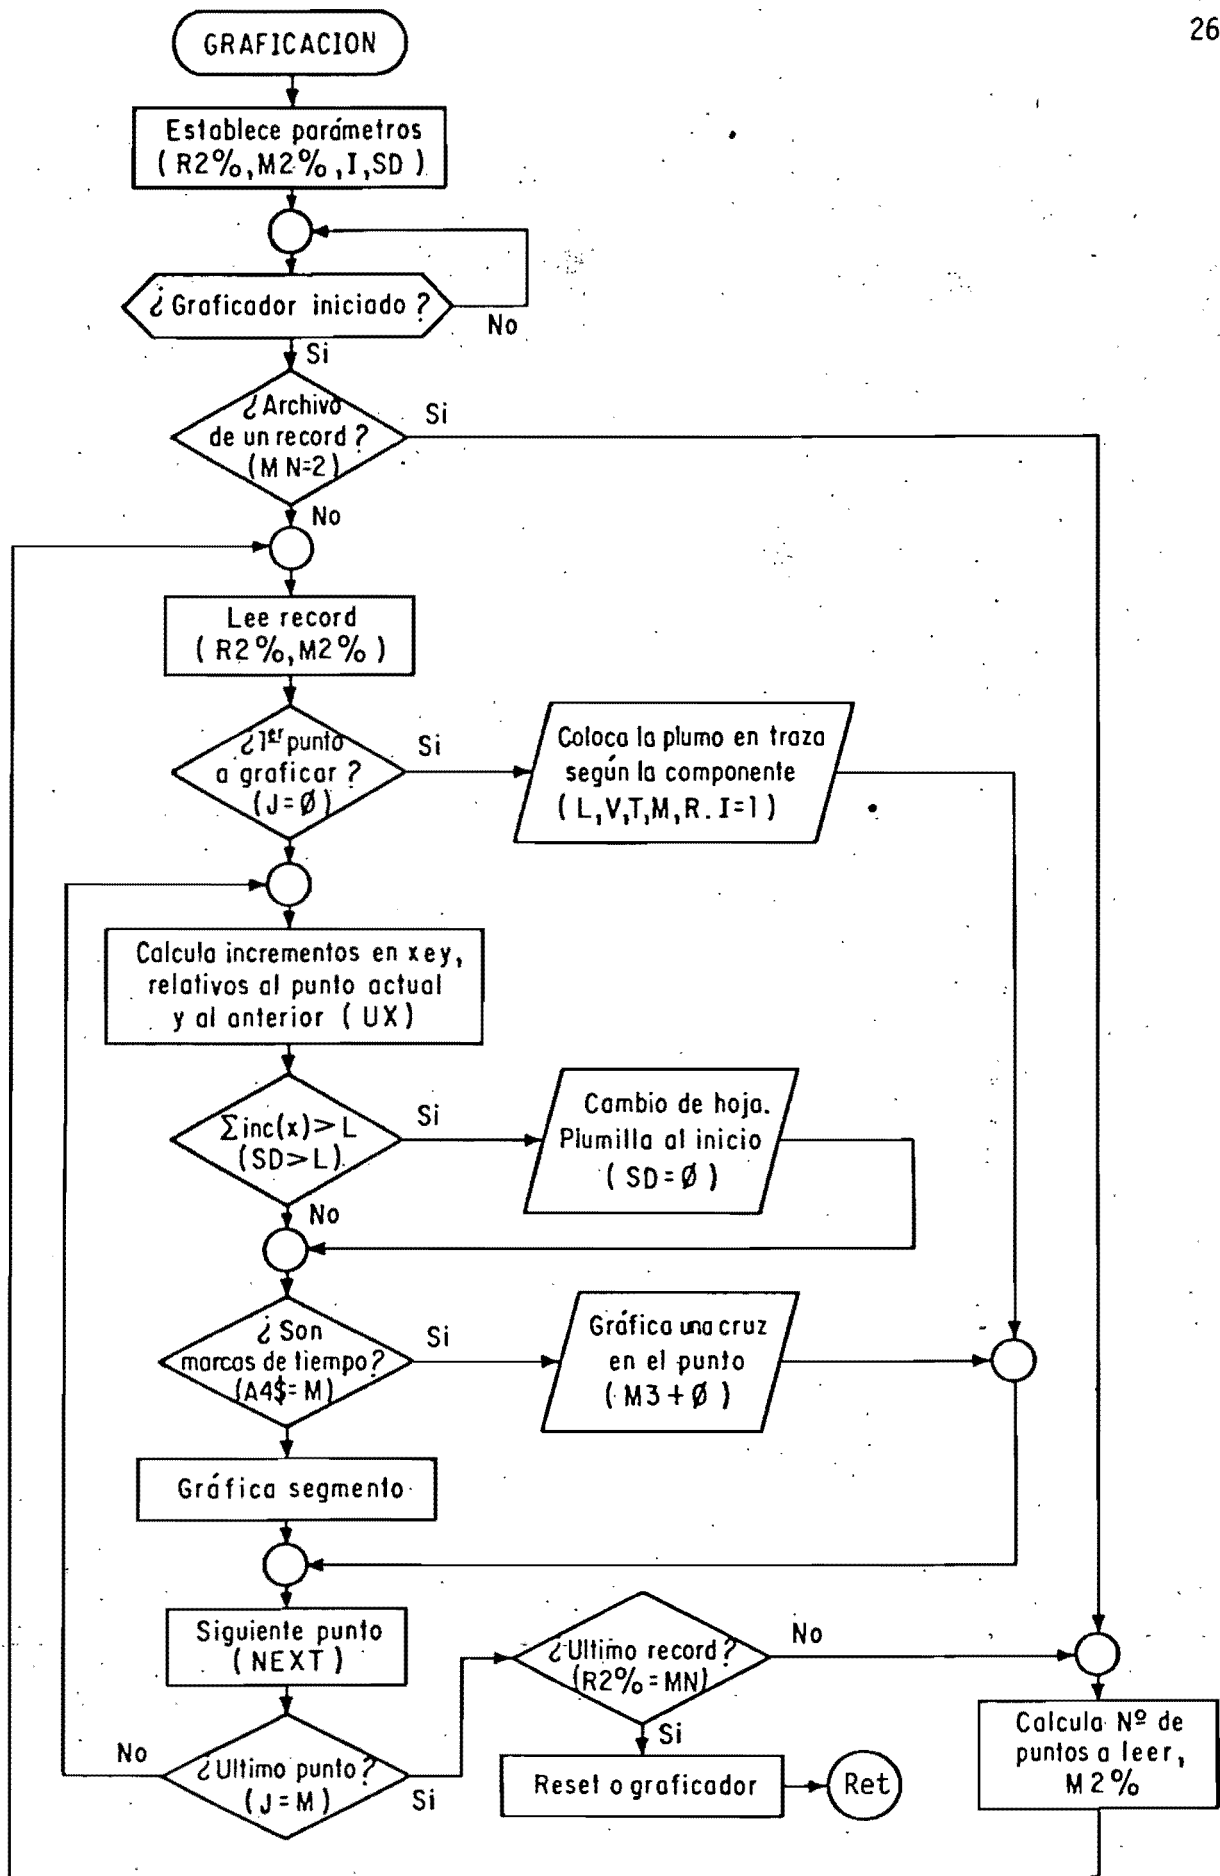 26
GRAFICACION
Establece parámetros
(R2%,M2%,I,SD)
¿Graficador iniciado?
No
Si
¿Archivo
de un record?
(MN=2)
Si
No
Lee record
(R2%,M2%)
¿1er punto
a graficar?
(J=Ø)
Si
Coloca la plumo en traza
según la componente
(L,V,T,M,R.I=1)
Calcula incrementos en xey,
relativos al punto actual
y al anterior (UX)
Σinc(x)>L
(SD>L)
Si
Cambio de hoja.
Plumilla al inicio
(SD=Ø)
No
¿Son
marcas de tiempo?
(A4$=M)
Si
Gráfica una cruz
en el punto
(M3+Ø)
Gráfica segmento
Siguiente punto
(NEXT)
¿Ultimo record?
(R2%=MN)
No
Si
¿Ultimo punto?
(J=M)
No
Si
Reset o graficador
Ret
Calcula Nº de
puntos a leer,
M2%